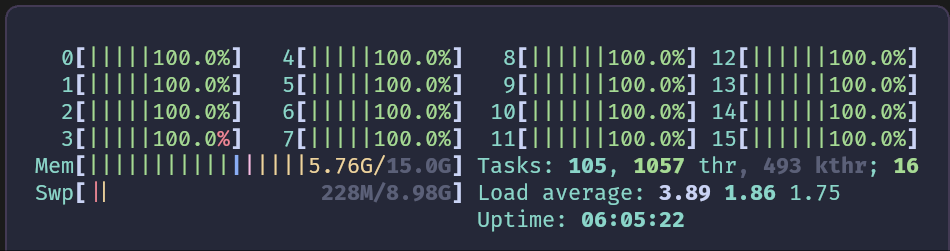 0[|||||100.0%] 4[|||||100.0%] 8[||||||100.0%] 12[||||||100.0%]
1[|||||100.0%] 5[|||||100.0%] 9[||||||100.0%] 13[||||||100.0%]
2[|||||100.0%] 6[|||||100.0%] 10[||||||100.0%] 14[||||||100.0%]
3[|||||100.0%] 7[|||||100.0%] 11[||||||100.0%] 15[||||||100.0%]
Mem[||||||||||||||||||5.76G/15.0G] Tasks: 105, 1057 thr, 493 kthr; 16
Swp[|| 228M/8.98G] Load average: 3.89 1.86 1.75
Uptime: 06:05:22